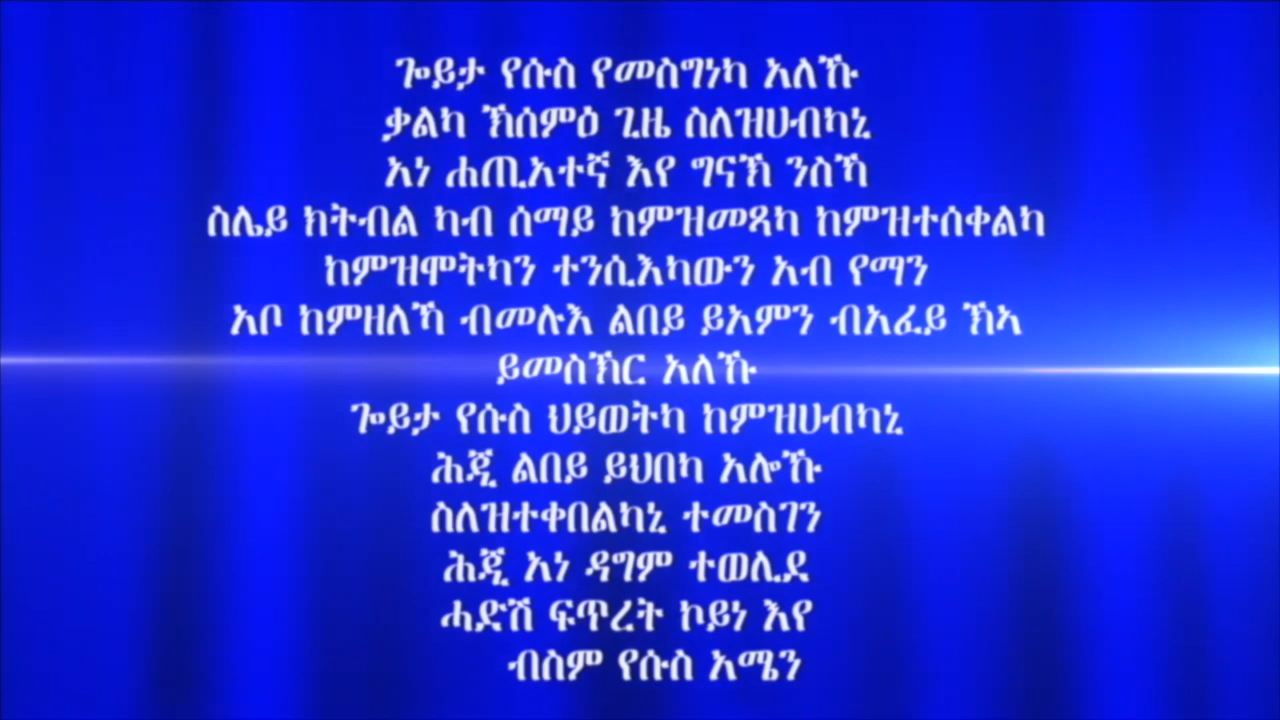 ጐይታ የሱስ የመስግነካ አለኹ
ቃልካ ኽሰምዕ ጊዜ ስለዝሀብካኒ
አነ ሐጢአተኛ እየ ግናኽ ንስኻ
ስሌይ ክትብል ካብ ሰማይ ከምዝመጻካ ከምዝተሰቀልካ
ከምዝሞትካን ተንሲእካውን አብ የማን
አቦ ከምዘለኻ ብመሉእ ልበይ ይአምን ብአፈይ ኽኣ
ይመስኽር አለኹ
ጐይታ የሱስ ህይወትካ ከምዝሀብካኒ
ሕጂ ልበይ ይህበካ አሎኹ
ስለዝተቀበልካኒ ተመስገን
ሕጂ አነ ዳግም ተወሊደ
ሓድሽ ፍጥረት ኮይነ እየ
ብስም የሱስ አሜን